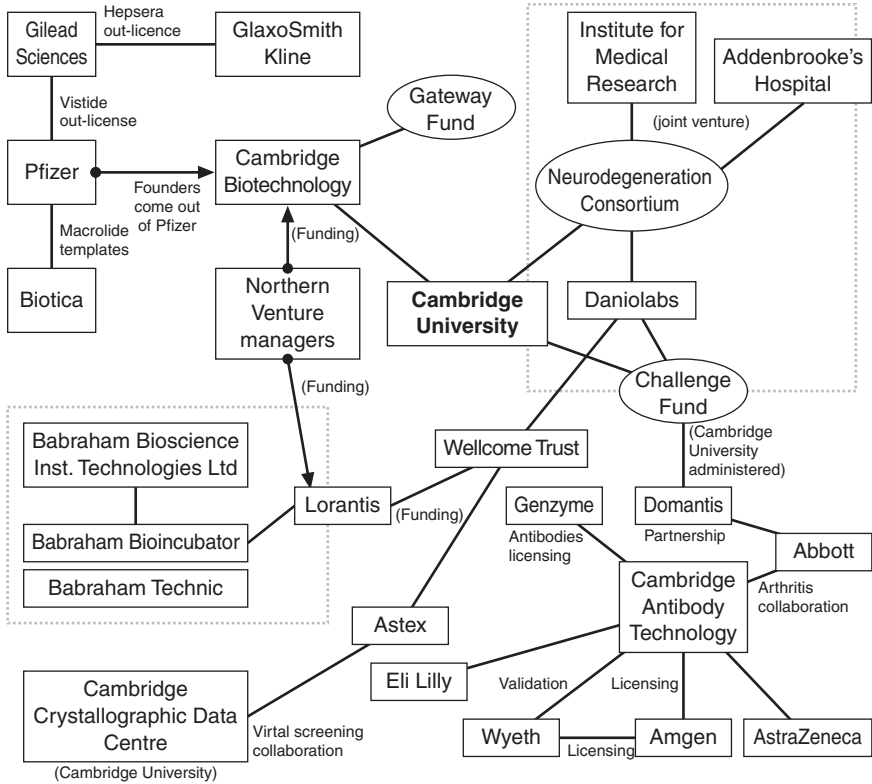 Gilead
Sciences
Hepsera
out-licence
GlaxoSmith
Kline
Institute for
Medical
Research
Addenbrooke's
Hospital
Vistide
out-license
Gateway
Fund
(joint venture)
Pfizer
Founders
come out
of Pfizer
Cambridge
Biotechnology
Neurodegeneration
Consortium
Macrolide
templates
(Funding)
Biotica
Northern
Venture
managers
Cambridge
University
Daniolabs
(Funding)
Challenge
Fund
Babraham Bioscience
Inst. Technologies Ltd
Wellcome Trust
(Cambridge
University
administered)
Lorantis
(Funding)
Genzyme
Domantis
Babraham Bioincubator
Antibodies
licensing
Partnership
Abbott
Babraham Technic
Cambridge
Antibody
Technology
Arthritis
collaboration
Astex
Eli Lilly
Validation
Licensing
Cambridge
Crystallographic Data
Centre
(Cambridge University)
Virtal screening
collaboration
Wyeth
Licensing
Amgen
AstraZeneca